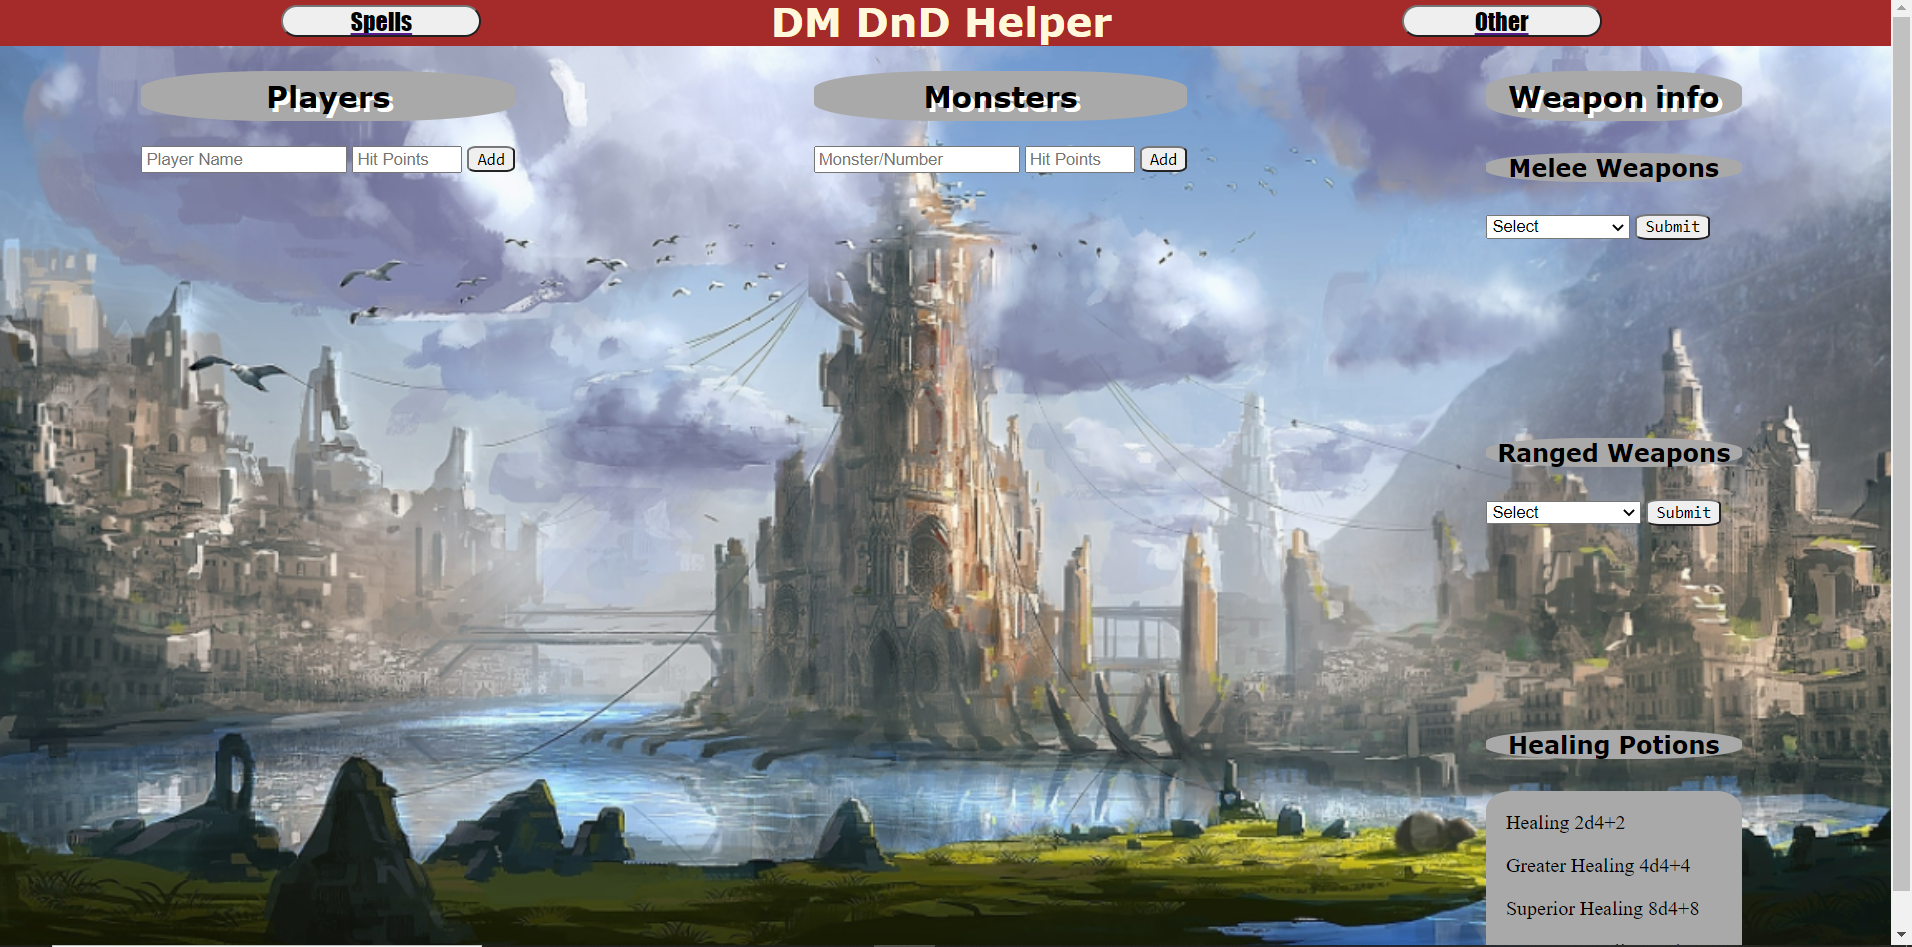 Spells
DM DnD Helper
Other
Players
Monsters
Weapon info
Player Name
Hit Points
Add
Monster/Number
Hit Points
Add
Melee Weapons
Select
Submit
Ranged Weapons
Select
Submit
Healing Potions
Healing 2d4+2
Greater Healing 4d4+4
Superior Healing 8d4+8